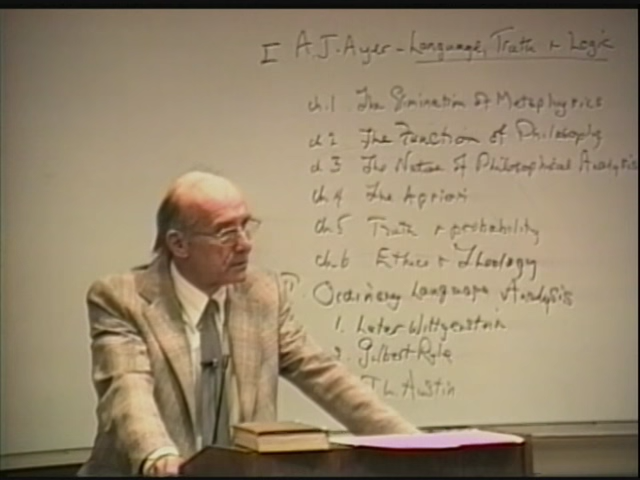 I A.J. Ayer - Language, Truth + Logic
ch.1 The Elimination of Metaphysics
ch 2 The Function of Philosophy
ch 3 The Nature of Philosophical Analysis
ch 4 The Apriori
ch. 5 Truth + probability
ch. 6 Ethics + Theology
II. Ordinary Language Analysis
1. Later Wittgenstein
2. Gilbert Ryle
J.L. Austin